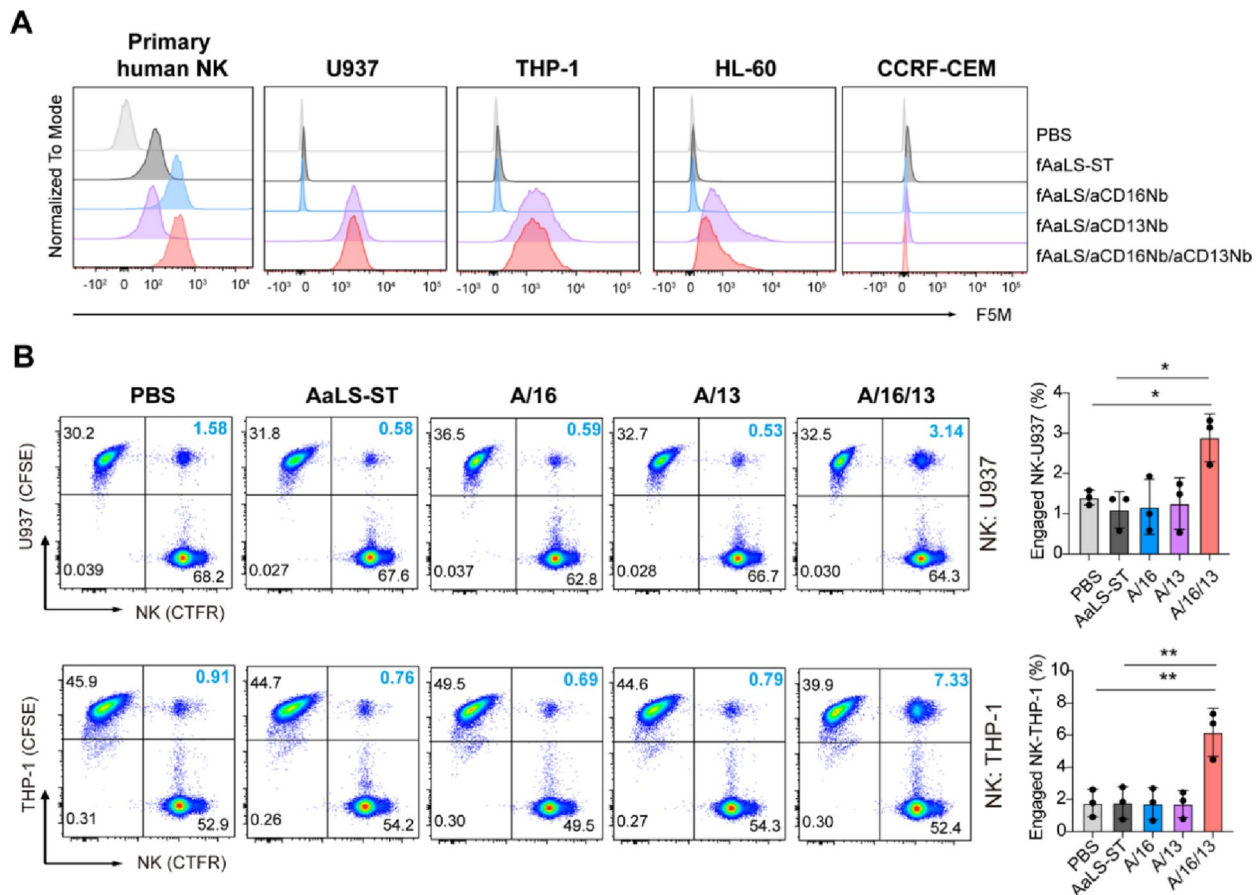 A
Primary
human NK
U937
THP-1
HL-60
CCRF-CEM
Normalized To Mode
PBS
fAaLS-ST
fAaLS/aCD16Nb
fAaLS/aCD13Nb
fAaLS/aCD16Nb/aCD13Nb
-10² 0 10² 10³ 10⁴
-10³ 0 10³ 10⁴ 10⁵
-10³ 0 10³ 10⁴ 10⁵
-10³ 0 10³ 10⁴ 10⁵
-10³ 0 10³ 10⁴ 10⁵
F5M
B
PBS
AaLS-ST
A/16
A/13
A/16/13
U937 (CFSE)
30.2 1.58
0.039 68.2
31.8 0.58
0.027 67.6
36.5 0.59
0.037 62.8
32.7 0.53
0.028 66.7
32.5 3.14
0.030 64.3
NK (CTFR)
NK: U937
Engaged NK-U937 (%)
* 
*
4
3
2
1
0
PBS
AaLS-ST
A/16
A/13
A/16/13
THP-1 (CFSE)
45.9 0.91
0.31 52.9
44.7 0.76
0.26 54.2
49.5 0.69
0.30 49.5
44.6 0.79
0.27 54.3
39.9 7.33
0.30 52.4
NK (CTFR)
NK: THP-1
Engaged NK-THP-1 (%)
**
**
10
8
6
4
2
0
PBS
AaLS-ST
A/16
A/13
A/16/13